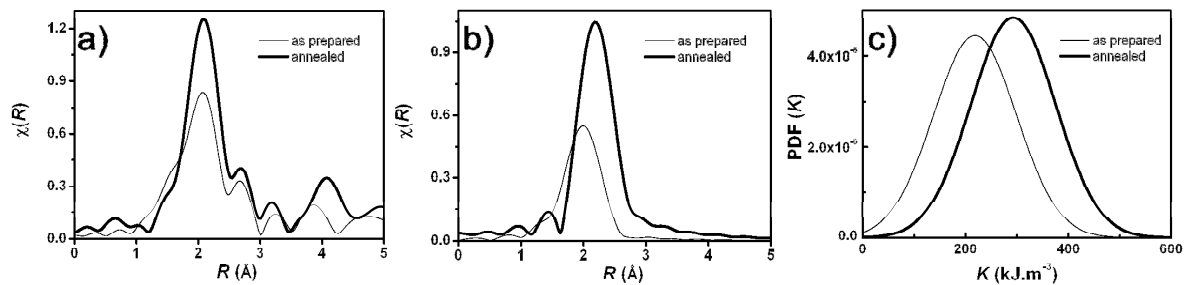 a)
as prepared
annealed
1.2
0.9
0.6
0.3
0.0
χ(R)
0 1 2 3 4 5
R (Å)
b)
as prepared
annealed
0.9
0.6
0.3
0.0
χ(R)
0 1 2 3 4 5
R (Å)
c)
as prepared
annealed
PDF (K)
0 200 400 600
K (kJ.m⁻³)